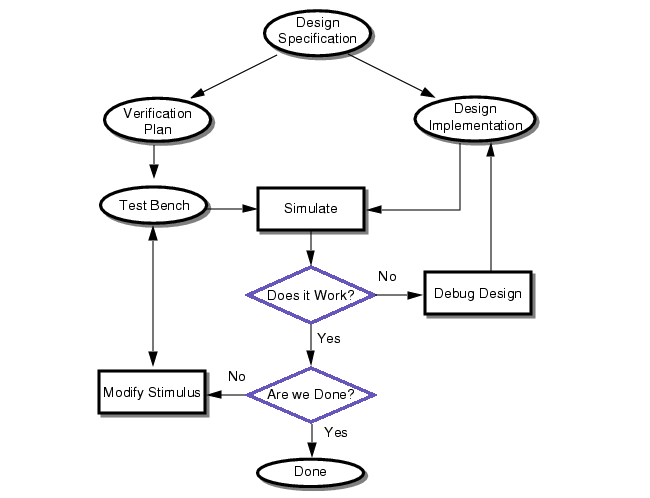 Design
Specification
Verification
Plan
Design
Implementation
Test Bench
Simulate
Does it Work?
No
Debug Design
Yes
Modify Stimulus
No
Are we Done?
Yes
Done